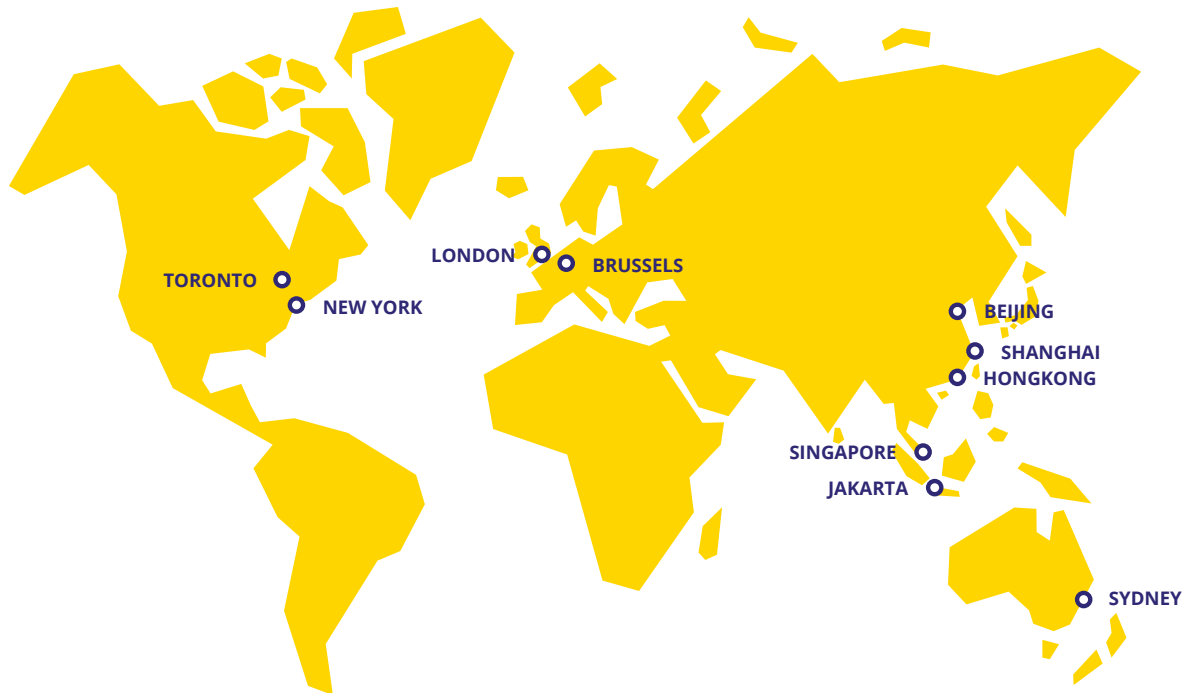 LONDON
BRUSSELS
TORONTO
NEW YORK
BEIJING
SHANGHAI
HONGKONG
SINGAPORE
JAKARTA
SYDNEY